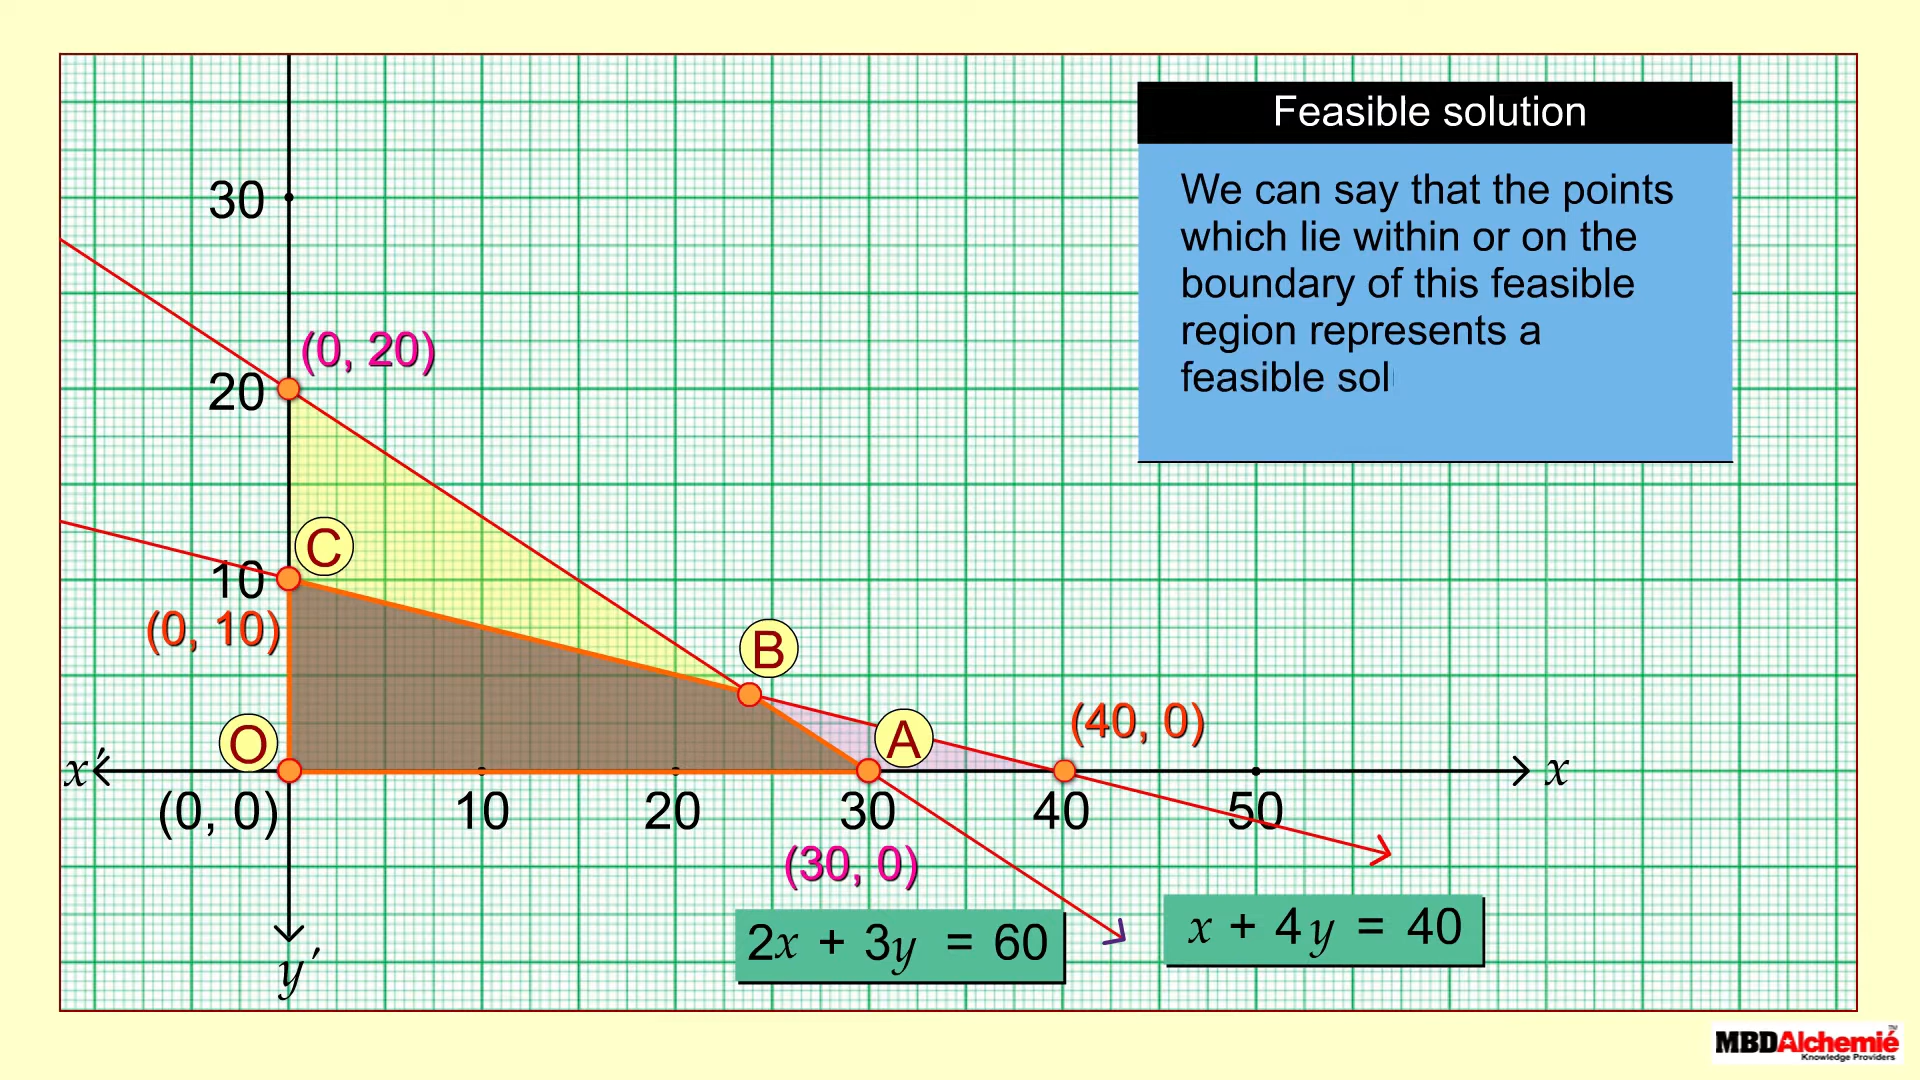 Feasible solution
We can say that the points
which lie within or on the
boundary of this feasible
region represents a
feasible sol
30
(0, 20)
20
C
10
(0, 10)
B
A
(40, 0)
O
x′
x
(0, 0)
10
20
30
40
50
(30, 0)
2x + 3y = 60
x + 4y = 40
y′
MBDAlchemié™
Knowledge Providers